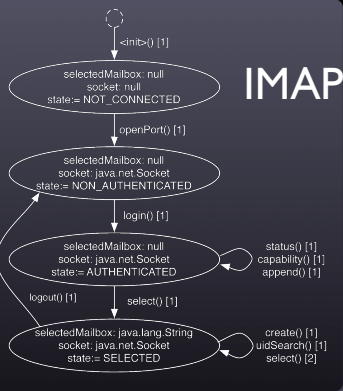 <init>() [1]
selectedMailbox: null
socket: null
state:= NOT_CONNECTED
IMAP
openPort() [1]
selectedMailbox: null
socket: java.net.Socket
state:= NON_AUTHENTICATED
login() [1]
selectedMailbox: null
socket: java.net.Socket
state:= AUTHENTICATED
status() [1]
capability() [1]
append() [1]
logout() [1]
select() [1]
selectedMailbox: java.lang.String
socket: java.net.Socket
state:= SELECTED
create() [1]
uidSearch() [1]
select() [2]